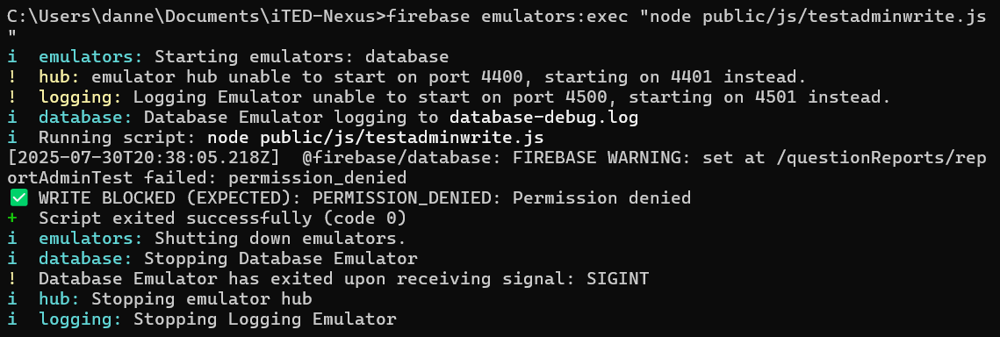 C:\Users\danne\Documents\iTED-Nexus>firebase emulators:exec "node public/js/testadminwrite.js
"
i  emulators: Starting emulators: database
!  hub: emulator hub unable to start on port 4400, starting on 4401 instead.
!  logging: Logging Emulator unable to start on port 4500, starting on 4501 instead.
i  database: Database Emulator logging to database-debug.log
i  Running script: node public/js/testadminwrite.js
[2025-07-30T20:38:05.218Z]  @firebase/database: FIREBASE WARNING: set at /questionReports/rep
ortAdminTest failed: permission_denied
✅ WRITE BLOCKED (EXPECTED): PERMISSION_DENIED: Permission denied
+  Script exited successfully (code 0)
i  emulators: Shutting down emulators.
i  database: Stopping Database Emulator
!  Database Emulator has exited upon receiving signal: SIGINT
i  hub: Stopping emulator hub
i  logging: Stopping Logging Emulator